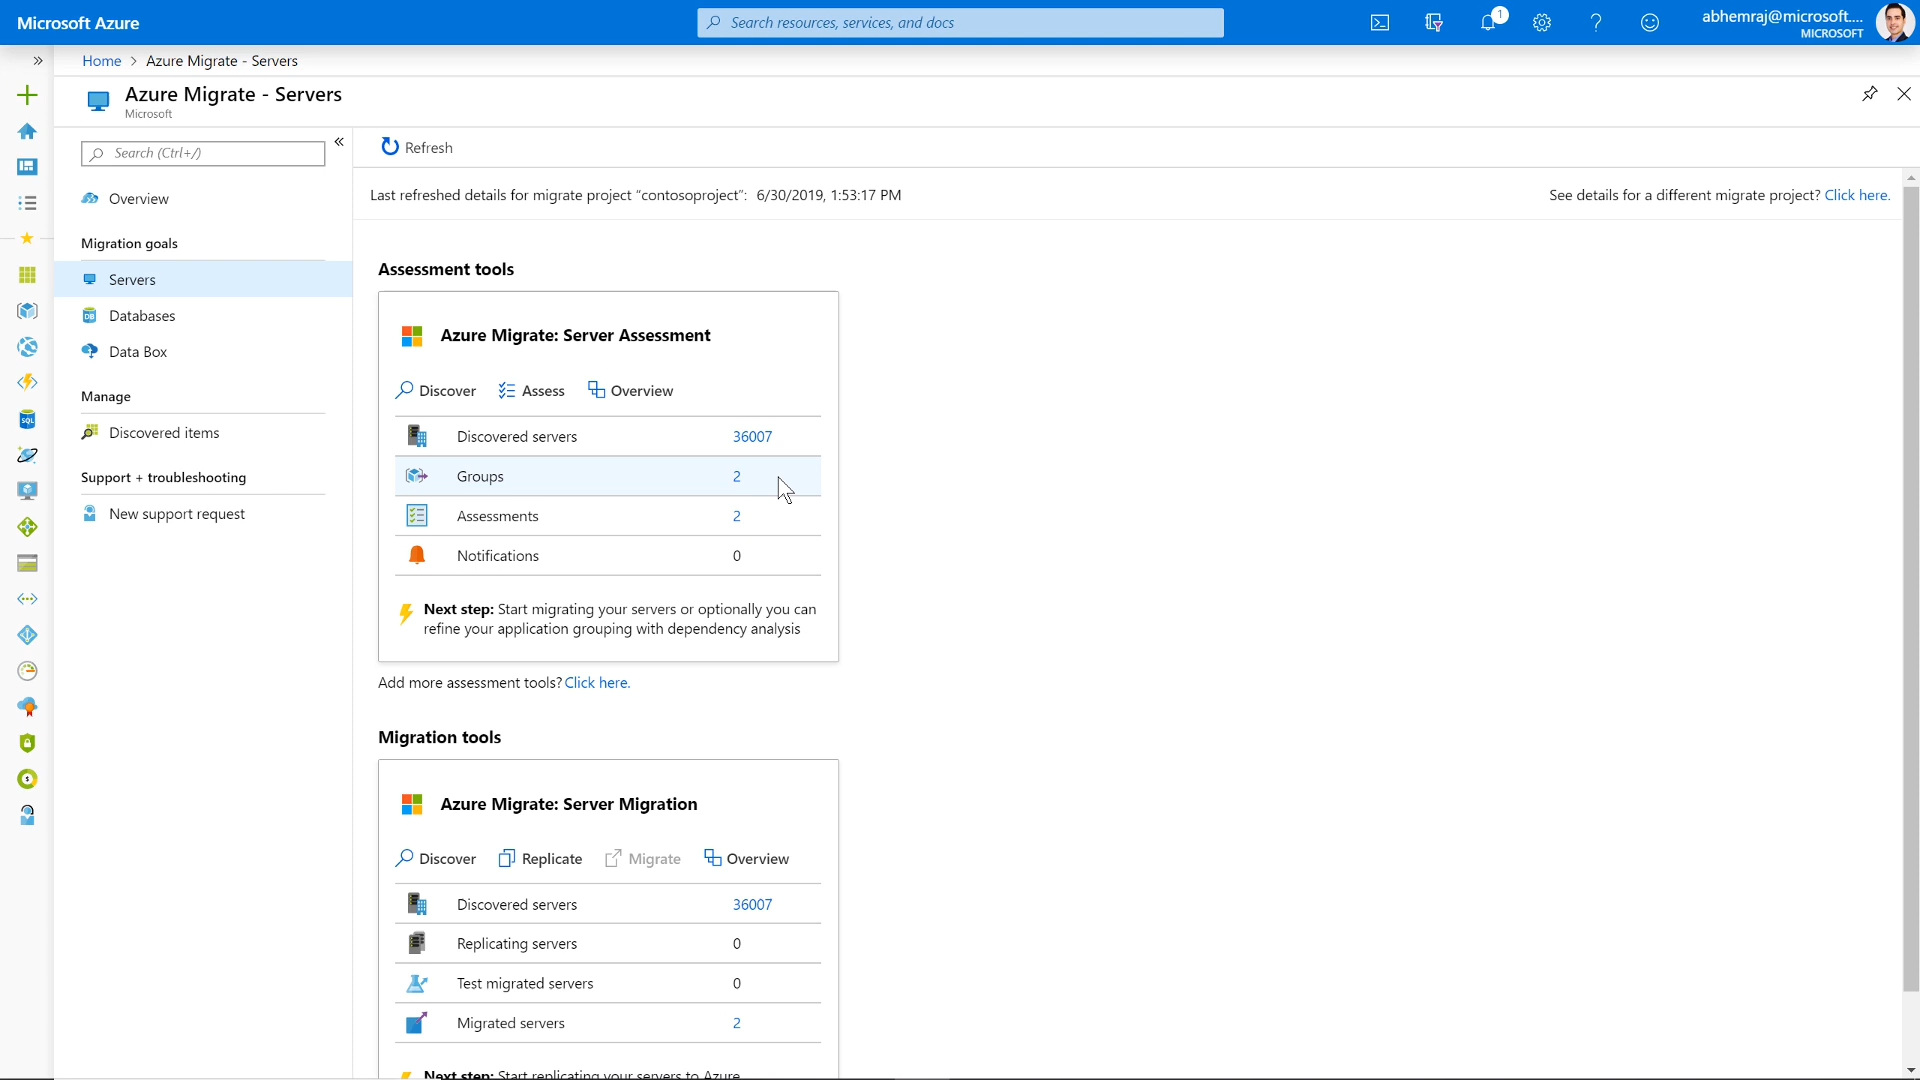 Microsoft Azure
Search resources, services, and docs
1
abhemraj@microsoft....
MICROSOFT
Home > Azure Migrate - Servers
Azure Migrate - Servers
Microsoft
Search (Ctrl+/)
Overview
Migration goals
Servers
DB
Databases
Data Box
Manage
Discovered items
Support + troubleshooting
New support request
SQL
Refresh
Last refreshed details for migrate project “contosoproject”: 6/30/2019, 1:53:17 PM
See details for a different migrate project? Click here.
Assessment tools
Azure Migrate: Server Assessment
Discover
Assess
Overview
Discovered servers 36007
Groups 2
Assessments 2
Notifications 0
Next step: Start migrating your servers or optionally you can
refine your application grouping with dependency analysis
Add more assessment tools? Click here.
Migration tools
Azure Migrate: Server Migration
Discover
Replicate
Migrate
Overview
Discovered servers 36007
Replicating servers 0
Test migrated servers 0
Migrated servers 2
Next step: Start replicating your servers to Azure